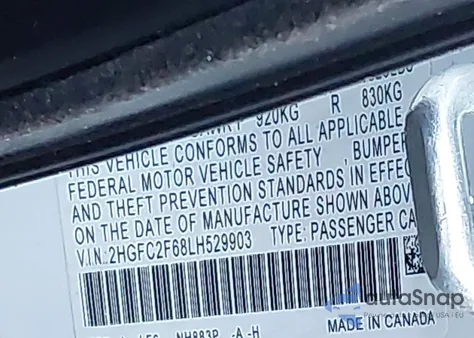 920KG R 830KG
THIS VEHICLE CONFORMS TO ALL APPLICABLE
FEDERAL MOTOR VEHICLE SAFETY , BUMPER
AND THEFT PREVENTION STANDARDS IN EFFEC
ON THE DATE OF MANUFACTURE SHOWN ABOV
V.I.N.:2HGFC2F68LH529903 TYPE: PASSENGER CA
NH883P -A -H MADE IN CANADA
autoSnap